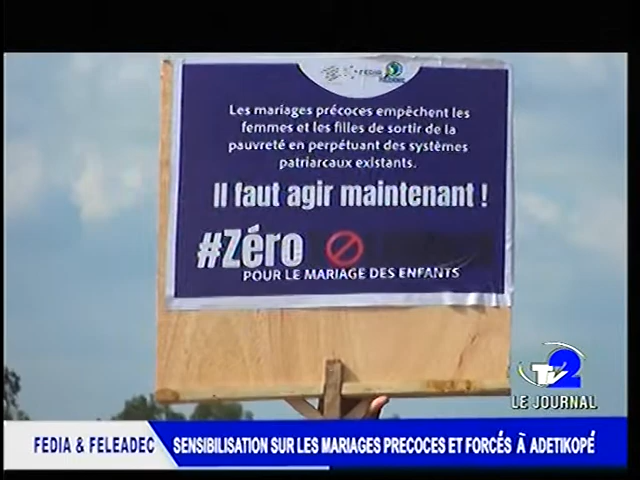 FEDIA
Les mariages précoces empêchent les
femmes et les filles de sortir de la
pauvreté en perpétuant des systèmes
patriarcaux existants.
Il faut agir maintenant !
#Zéro
POUR LE MARIAGE DES ENFANTS
TV2
LE JOURNAL
FEDIA & FELEADEC
SENSIBILISATION SUR LES MARIAGES PRECOCES ET FORCÉS À ADETIKOPÉ